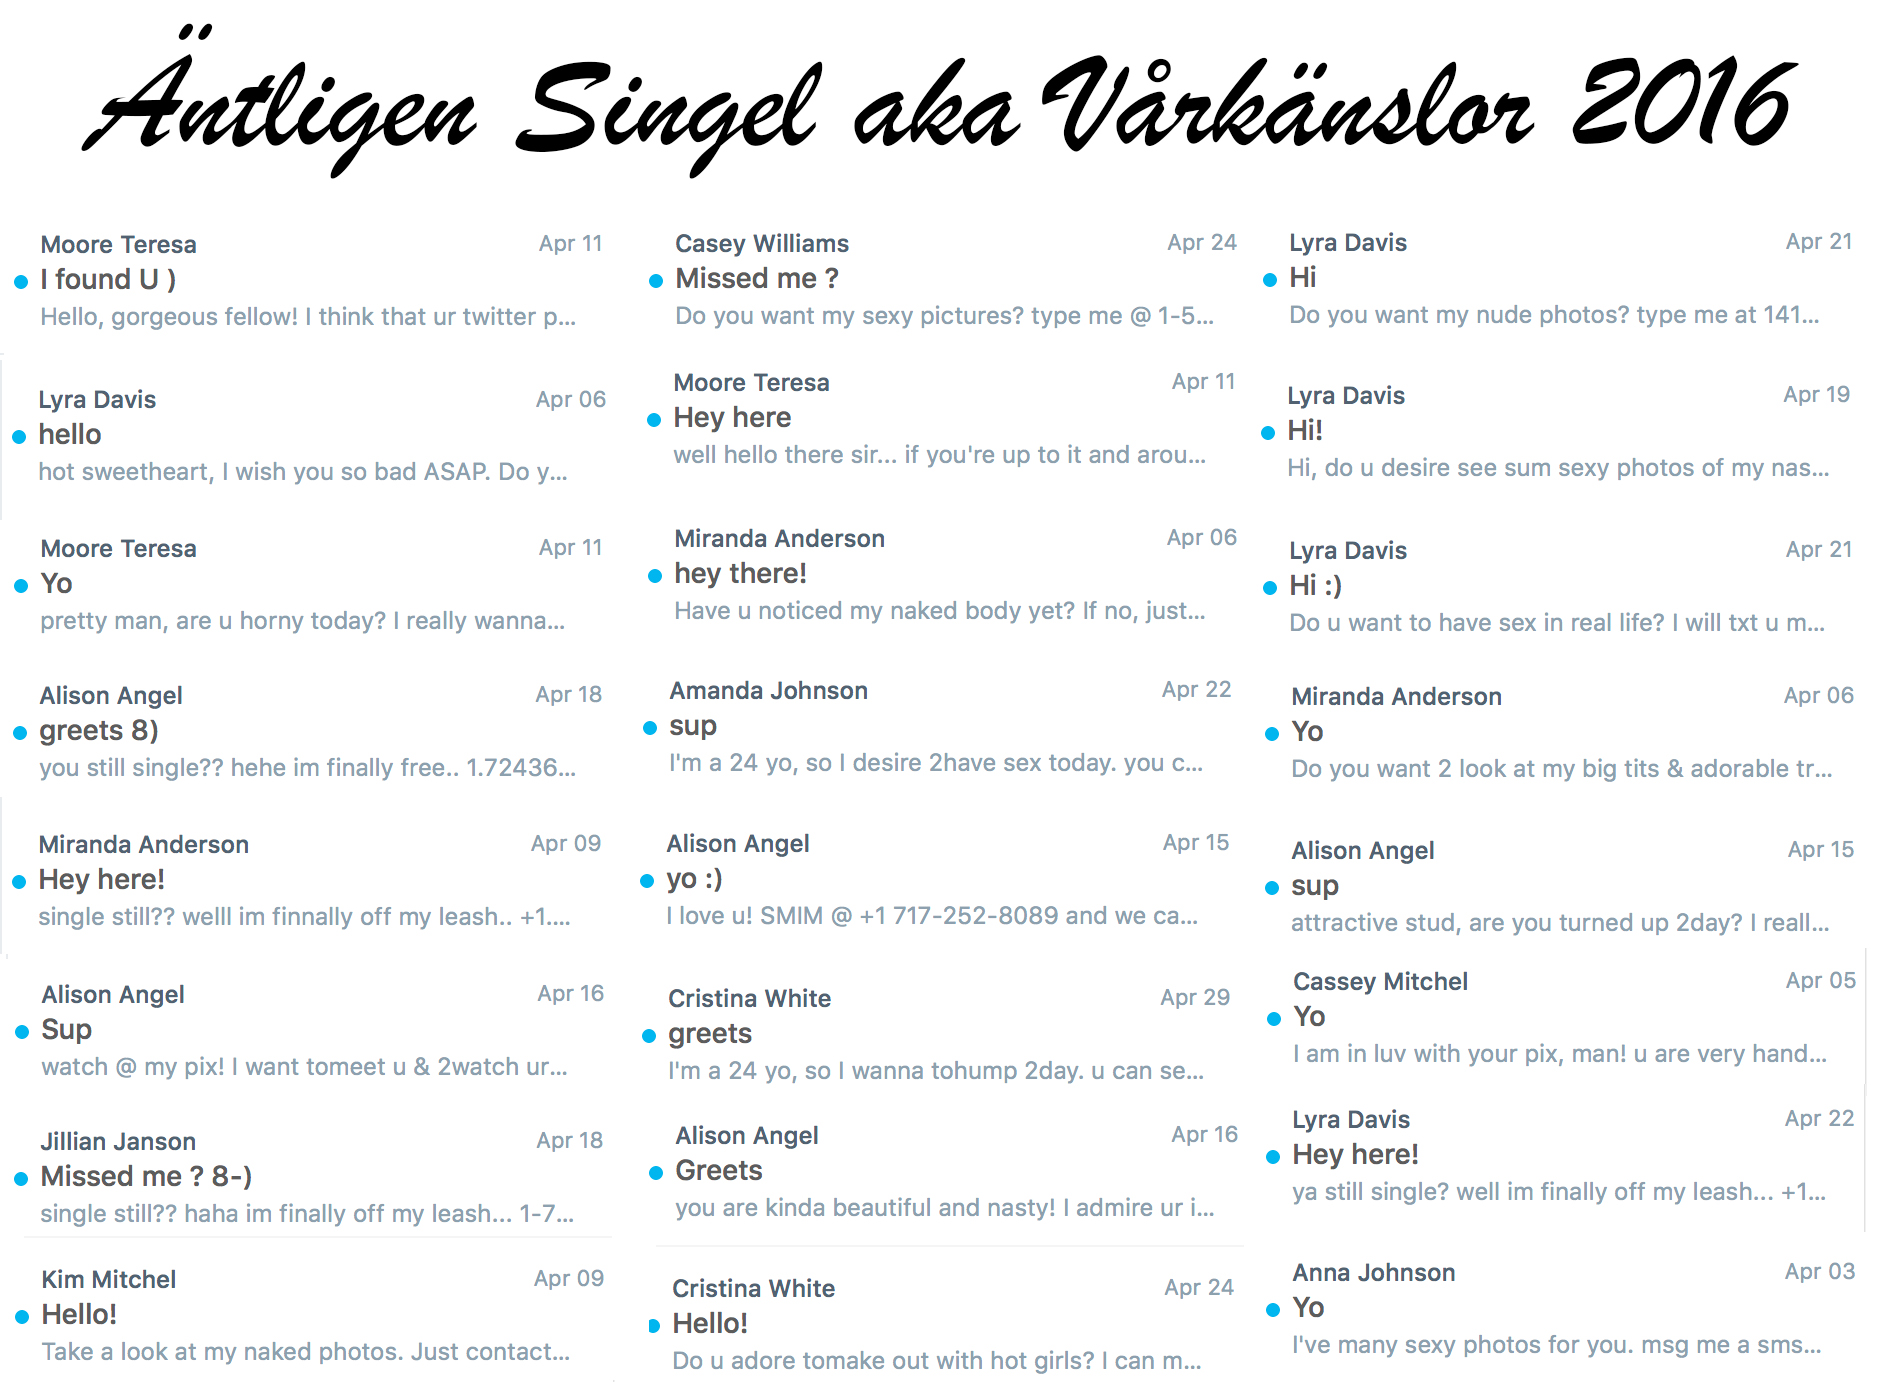 Äntligen Singel aka Vårkänslor 2016
Moore Teresa Apr 11
I found U )
Hello, gorgeous fellow! I think that ur twitter p...
Lyra Davis Apr 06
hello
hot sweetheart, I wish you so bad ASAP. Do y...
Moore Teresa Apr 11
Yo
pretty man, are u horny today? I really wanna...
Alison Angel Apr 18
greets 8)
you still single?? hehe im finally free.. 1.72436...
Miranda Anderson Apr 09
Hey here!
single still?? welll im finnally off my leash.. +1....
Alison Angel Apr 16
Sup
watch @ my pix! I want tomeet u & 2watch ur...
Jillian Janson Apr 18
Missed me ? 8-)
single still?? haha im finally off my leash... 1-7...
Kim Mitchel Apr 09
Hello!
Take a look at my naked photos. Just contact...
Casey Williams Apr 24
Missed me ?
Do you want my sexy pictures? type me @ 1-5...
Moore Teresa Apr 11
Hey here
well hello there sir... if you're up to it and arou...
Miranda Anderson Apr 06
hey there!
Have u noticed my naked body yet? If no, just...
Amanda Johnson Apr 22
sup
I'm a 24 yo, so I desire 2have sex today. you c...
Alison Angel Apr 15
yo :)
I love u! SMIM @ +1 717-252-8089 and we ca...
Cristina White Apr 29
greets
I'm a 24 yo, so I wanna tohump 2day. u can se...
Alison Angel Apr 16
Greets
you are kinda beautiful and nasty! I admire ur i...
Cristina White Apr 24
Hello!
Do u adore tomake out with hot girls? I can m...
Lyra Davis Apr 21
Hi
Do you want my nude photos? type me at 141...
Lyra Davis Apr 19
Hi!
Hi, do u desire see sum sexy photos of my nas...
Lyra Davis Apr 21
Hi :)
Do u want to have sex in real life? I will txt u m...
Miranda Anderson Apr 06
Yo
Do you want 2 look at my big tits & adorable tr...
Alison Angel Apr 15
sup
attractive stud, are you turned up 2day? I reall...
Cassey Mitchel Apr 05
Yo
I am in luv with your pix, man! u are very hand...
Lyra Davis Apr 22
Hey here!
ya still single? well im finally off my leash... +1...
Anna Johnson Apr 03
Yo
I've many sexy photos for you. msg me a sms...